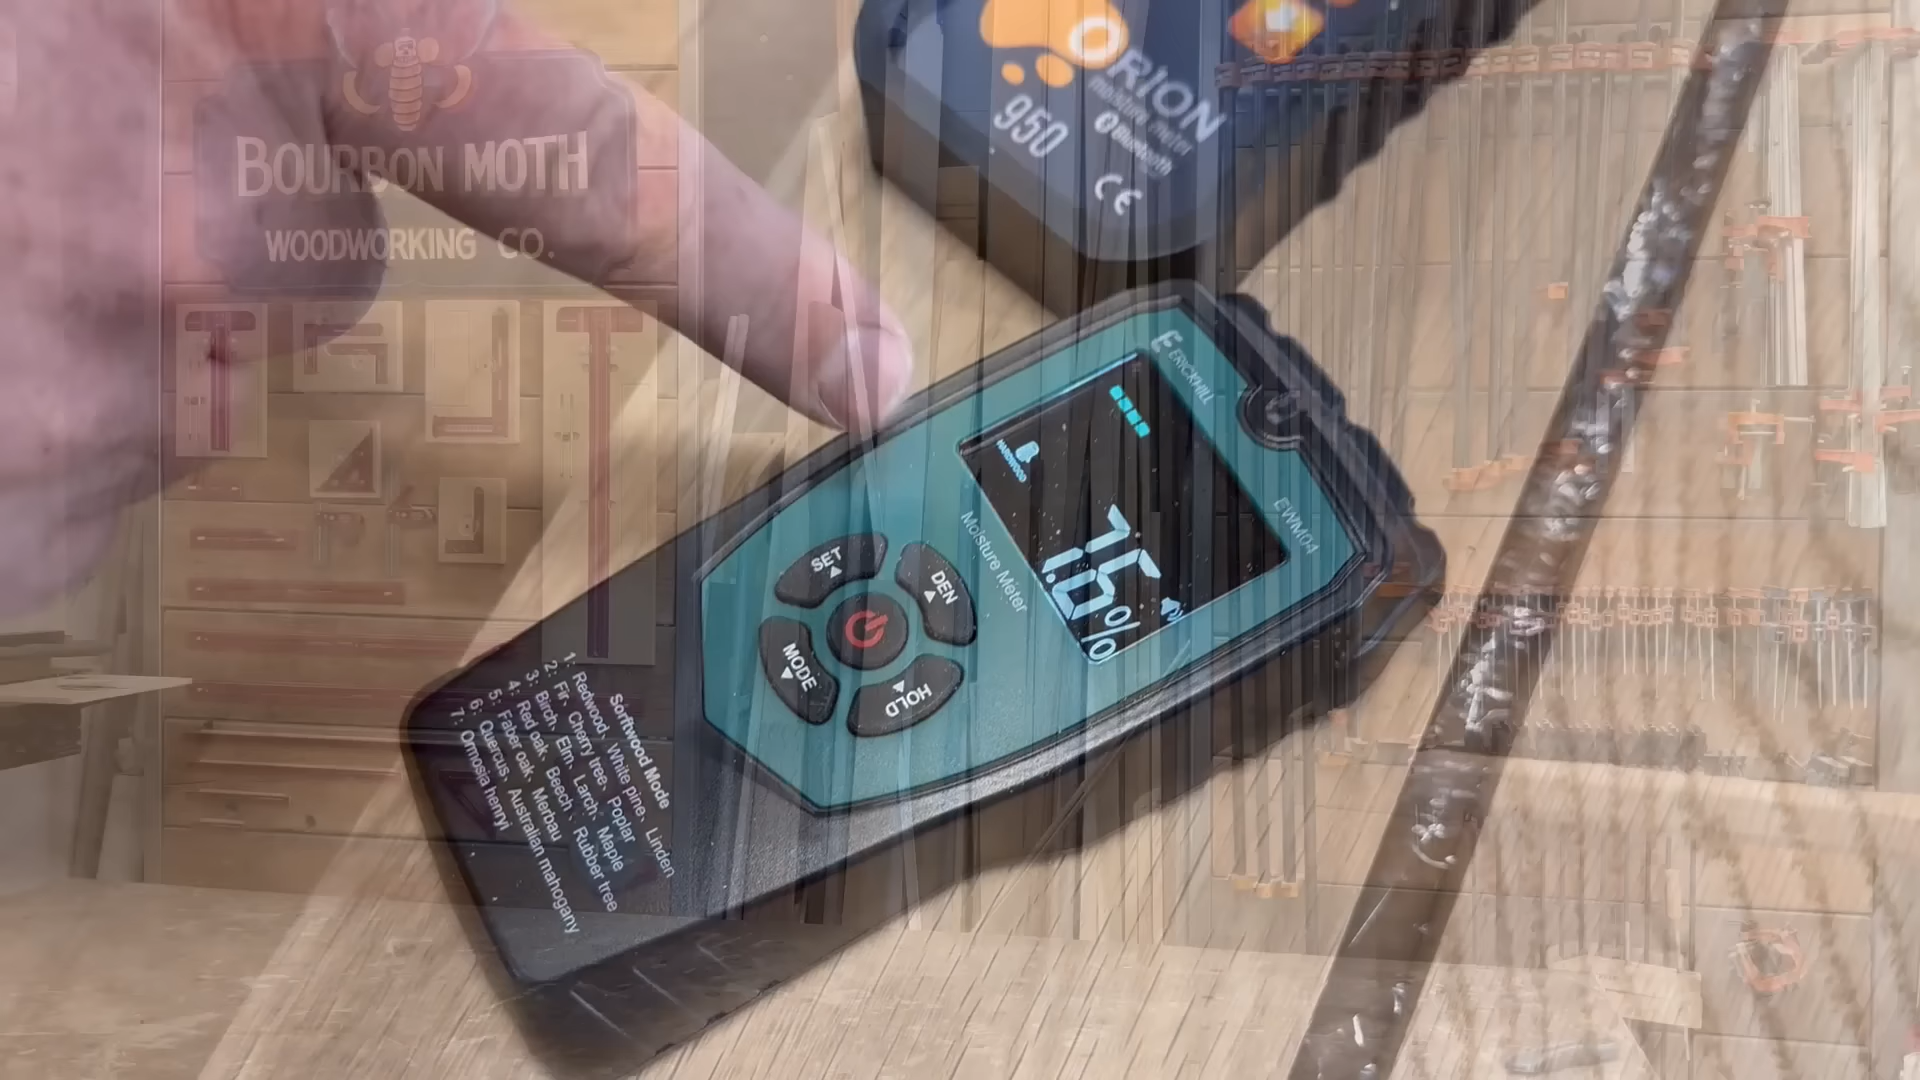 BOURBON MOTH
WOODWORKING CO.
ORION
moisture meter
Bluetooth
950
CE
ERICKHILL
EWM04
HARDWOOD
%
Moisture Meter
SET
DEN
MODE
HOLD
Sorftwood Mode
1: Redwood、White pine、Linden
2: Fir、Cherry tree、Poplar
3: Birch、Elm、Larch、Maple
4: Red oak、Beech、Rubber tree
5: Faber oak、Merbau
6: Quercus、Australian mahogany
7: Ormosia henryi